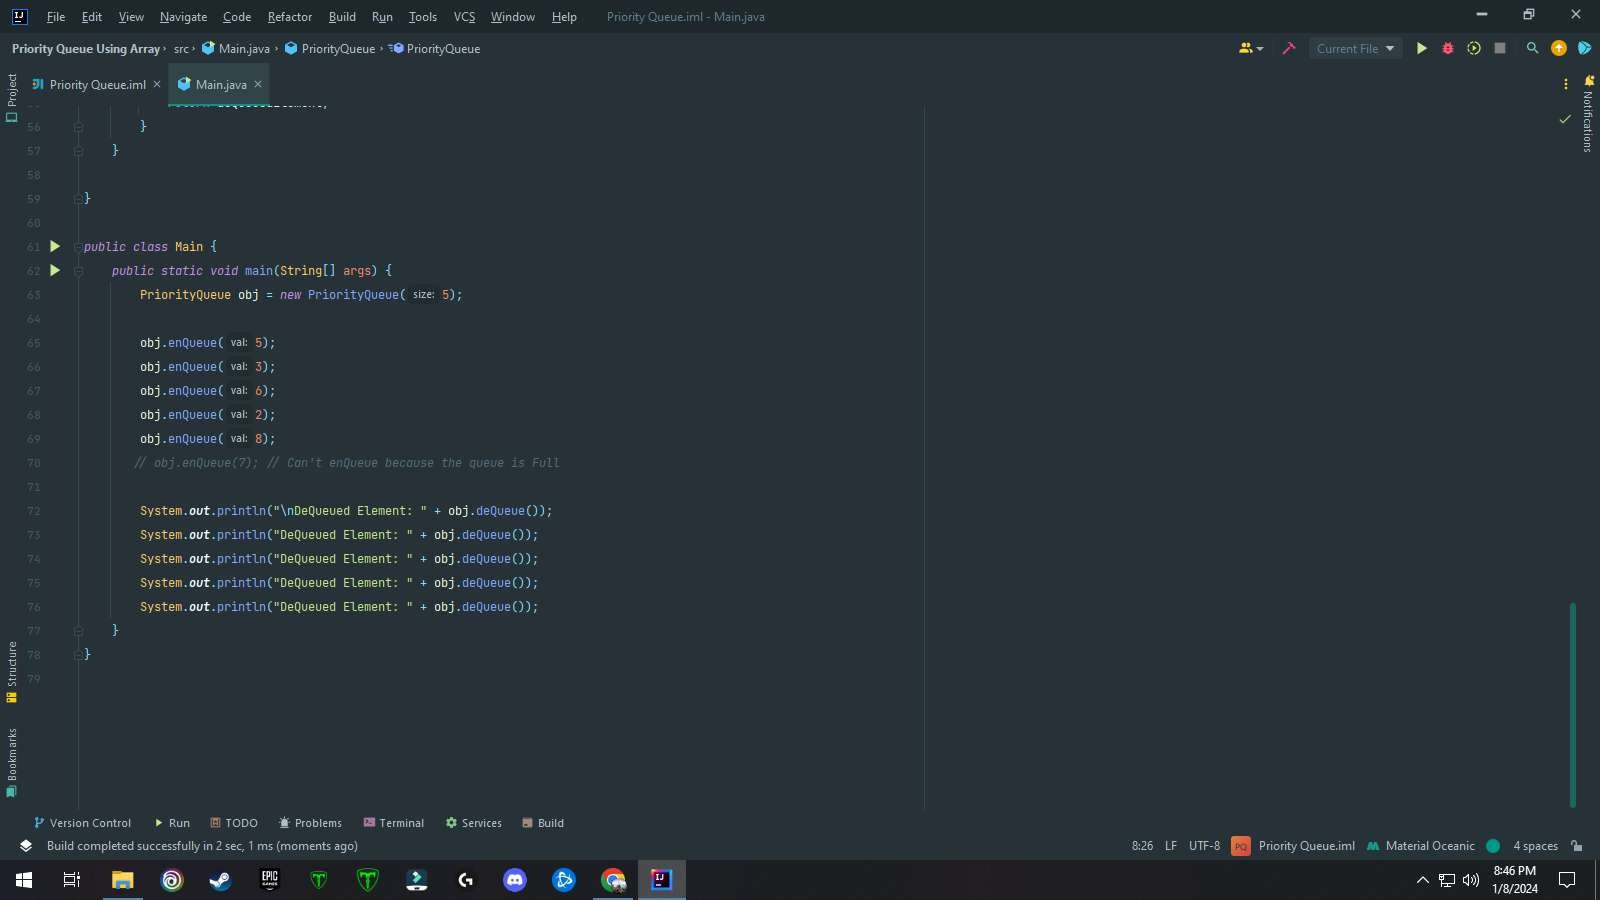 File Edit View Navigate Code Refactor Build Run Tools VCS Window Help Priority Queue.iml - Main.java
Priority Queue Using Array › src › Main.java › PriorityQueue › PriorityQueue
Current File
Project
Priority Queue.iml × Main.java ×
Notifications
56 }
57 }
58
59 }
60
61 public class Main {
62 public static void main(String[] args) {
63 PriorityQueue obj = new PriorityQueue( size: 5);
64
65 obj.enQueue( val: 5);
66 obj.enQueue( val: 3);
67 obj.enQueue( val: 6);
68 obj.enQueue( val: 2);
69 obj.enQueue( val: 8);
70 // obj.enQueue(7); // Can't enQueue because the queue is Full
71
72 System.out.println("\nDeQueued Element: " + obj.deQueue());
73 System.out.println("DeQueued Element: " + obj.deQueue());
74 System.out.println("DeQueued Element: " + obj.deQueue());
75 System.out.println("DeQueued Element: " + obj.deQueue());
76 System.out.println("DeQueued Element: " + obj.deQueue());
77 }
78 }
79
Structure
Bookmarks
Version Control Run TODO Problems Terminal Services Build
Build completed successfully in 2 sec, 1 ms (moments ago) 8:26 LF UTF-8 PQ Priority Queue.iml Material Oceanic 4 spaces
EPIC GAMES
8:46 PM
1/8/2024